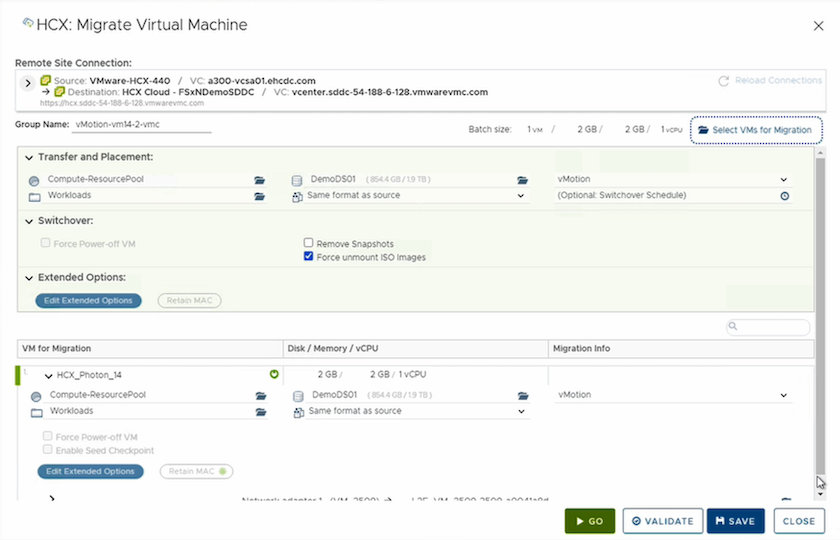 HCX: Migrate Virtual Machine
Remote Site Connection:
Source: VMware-HCX-440 / VC: a300-vcsa01.ehcdc.com
Reload Connections
→ Destination: HCX Cloud - FSxNDemoSDDC / VC: vcenter.sddc-54-188-6-128.vmwarevmc.com
https://hcx.sddc-54-188-6-128.vmwarevmc.com
Group Name: vMotion-vm14-2-vmc
Batch size: 1 VM / 2 GB / 2 GB / 1 vCPU
Select VMs for Migration
Transfer and Placement:
Compute-ResourcePool
DemoDS01 ( 854.4 GB / 1.9 TB )
vMotion
Workloads
Same format as source
(Optional: Switchover Schedule)
Switchover:
Force Power-off VM
Remove Snapshots
Force unmount ISO Images
Extended Options:
Edit Extended Options
Retain MAC
VM for Migration
Disk / Memory / vCPU
Migration Info
1
HCX_Photon_14
2 GB / 2 GB / 1 vCPU
Compute-ResourcePool
DemoDS01 ( 854.4 GB / 1.9 TB )
vMotion
Workloads
Same format as source
Force Power-off VM
Enable Seed Checkpoint
Edit Extended Options
Retain MAC
GO
VALIDATE
SAVE
CLOSE